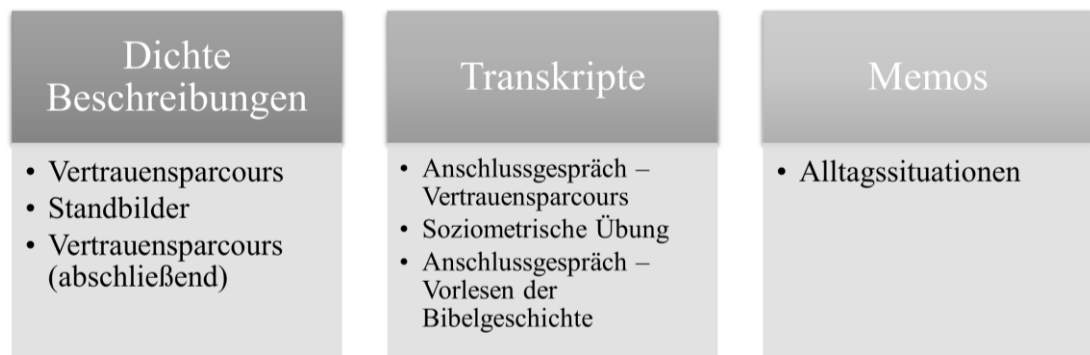 Dichte
Beschreibungen
• Vertrauensparcours
• Standbilder
• Vertrauensparcours
(abschließend)
Transkripte
• Anschlussgespräch –
Vertrauensparcours
• Soziometrische Übung
• Anschlussgespräch –
Vorlesen der
Bibelgeschichte
Memos
• Alltagssituationen